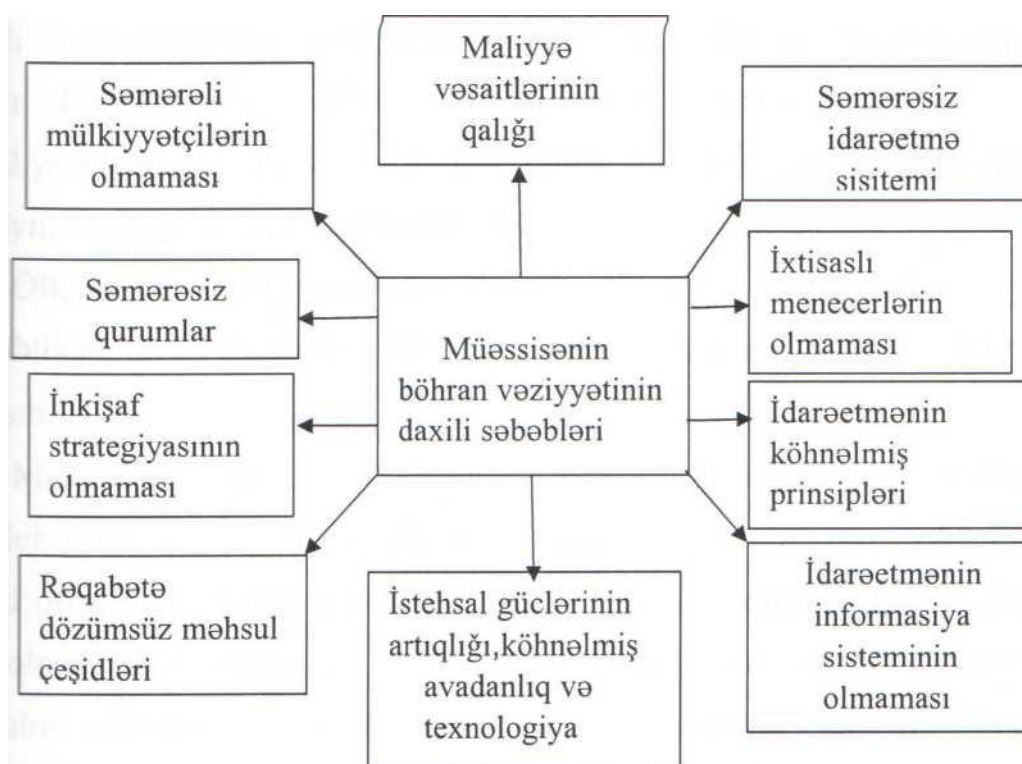 Maliyyə
vəsaitlərinin
qalığı
Səmərəli
mülkiyyətçilərin
olmaması
Səmərəsiz
idarəetmə
sisitemi
Səmərəsiz
qurumlar
Müəssisənin
böhran vəziyyətinin
daxili səbəbləri
İxtisaslı
menecerlərin
olmaması
İnkişaf
strategiyasının
olmaması
İdarəetmənin
köhnəlmiş
prinsipləri
Rəqabətə
dözümsüz məhsul
çeşidləri
İstehsal güclərinin
artıqlığı,köhnəlmiş
avadanlıq və
texnologiya
İdarəetmənin
informasiya
sisteminin
olmaması